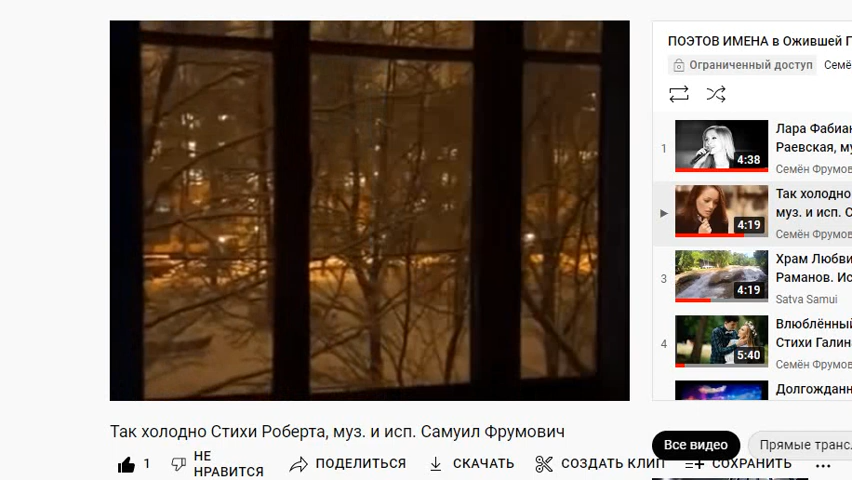 ПОЭТОВ ИМЕНА в Ожившей
Ограниченный доступ Семё
1
4:38
Лара Фабиан
Раевская, му
Семён Фрумов
4:19
Так холодно
муз. и исп. С
Семён Фрумов
3
4:19
Храм Любви
Раманов. Ис
Satva Samui
4
5:40
Влюблённый
Стихи Галин
Семён Фрумов
Долгожданн
Так холодно Стихи Роберта, муз. и исп. Самуил Фрумович
1 НЕ НРАВИТСЯ ПОДЕЛИТЬСЯ СКАЧАТЬ СОЗДАТЬ КЛИП СОХРАНИТЬ ...
Все видео Прямые транс